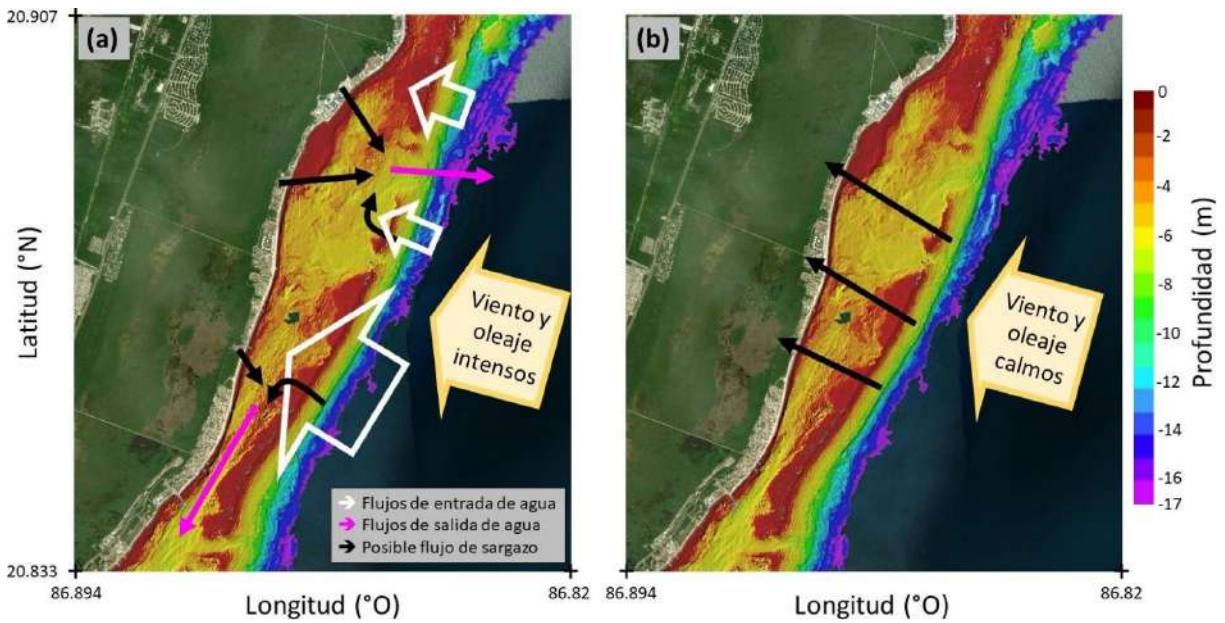 20.907
(a)
Viento y
oleaje
intensos
Flujos de entrada de agua
Flujos de salida de agua
Posible flujo de sargazo
20.833
86.894
86.82
Latitud (°N)
Longitud (°O)
(b)
Viento y
oleaje
calmos
86.894
86.82
Longitud (°O)
0
-2
-4
-6
-8
-10
-12
-14
-16
-17
Profundidad (m)